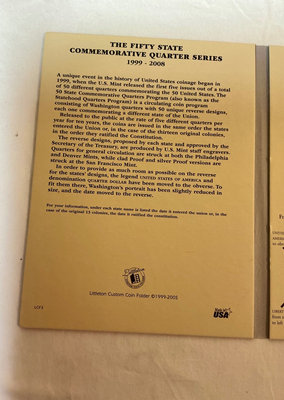 THE FIFTY STATE
COMMEMORATIVE QUARTER SERIES
1999 - 2008
A unique event in the history of United States coinage began in
1999, when the U.S. Mint released the first five issues out of a total
of 50 different quarters commemorating the 50 United States. The
50 State Commemorative Quarters Program (also known as the
Statehood Quarters Program) is a circulating coin program
consisting of Washington quarters with 50 unique reverse designs,
each one commemorating a different state of the Union.
Released to the public at the rate of five different quarters per
year for ten years, the coins are issued in the same order the states
entered the Union or, in the case of the thirteen original colonies,
in the order they ratified the Constitution.
The reverse designs, proposed by each state and approved by the
Secretary of the Treasury, are produced by U.S. Mint staff engravers.
Quarters for general circulation are struck at both the Philadelphia
and Denver Mints, while clad Proof and silver Proof versions are
struck at the San Francisco Mint.
In order to provide as much room as possible on the reverse
for the states' designs, the legend UNITED STATES OF AMERICA and
denomination QUARTER DOLLAR have been moved to the obverse. To
fit them there, Washington's portrait has been slightly reduced in
size, and the date moved to the reverse.
For your information, under each state name is listed the date it entered the union or, in the
case of the original 13 colonies, the date it ratified the constitution.
Littleton
Littleton Custom Coin Folder ©1999-2005
LCF3
Made in
USA